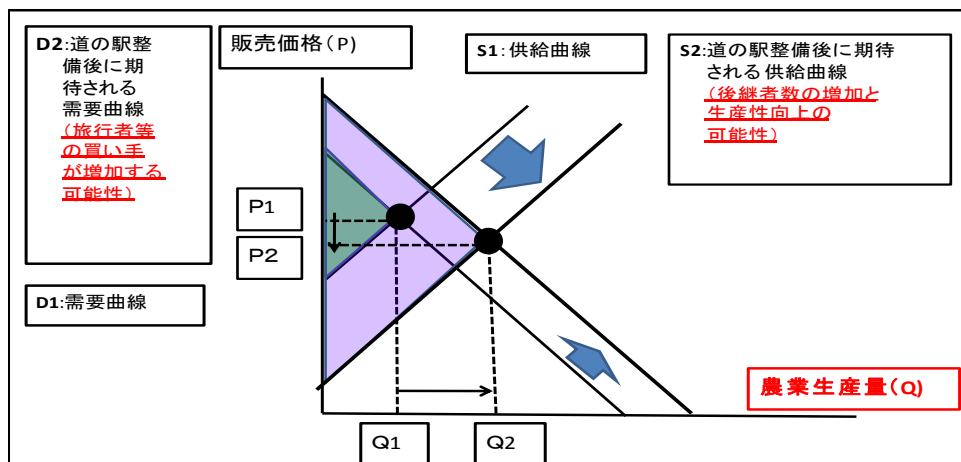 D2:道の駅整
備後に期
待される
需要曲線
(旅行者等
の買い手
が増加する
可能性)
販売価格(P)
S1:供給曲線
S2:道の駅整備後に期待
される供給曲線
(後継者数の増加と
生産性向上の
可能性)
P1
P2
D1:需要曲線
農業生産量(Q)
Q1
Q2